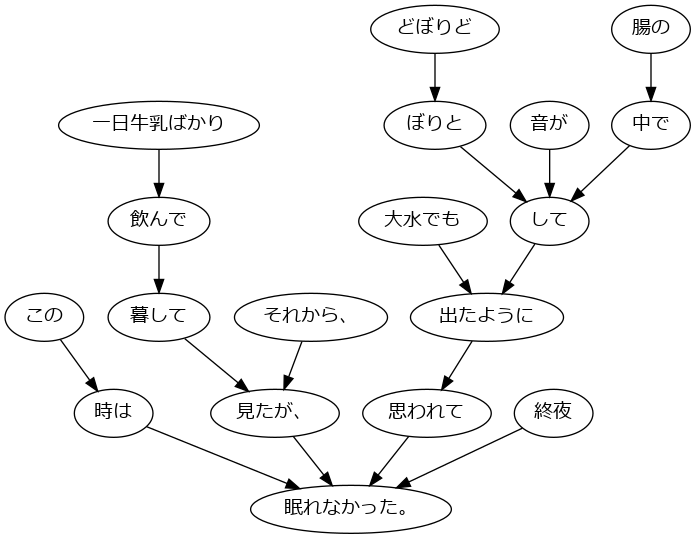 どぼりど
腸の
一日牛乳ばかり
ぼりと
音が
中で
飲んで
大水でも
して
この
暮して
それから、
出たように
時は
見たが、
思われて
終夜
眠れなかった。